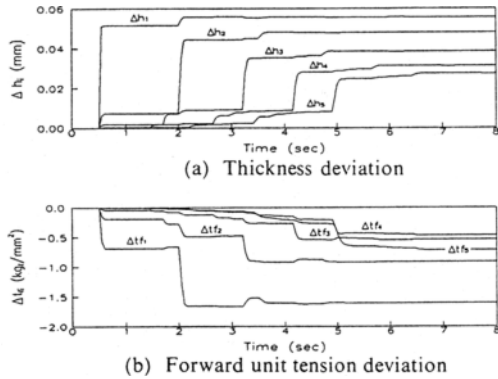 0.06
0.04
0.02
0.00
Δ hᵢ (mm)
Δh₁
Δh₂
Δh₃
Δh₄
Δh₅
0 1 2 3 4 5 6 7 8
Time (sec)
(a) Thickness deviation
0.0
-0.5
-1.0
-1.5
-2.0
Δtf₁
Δtf₂
Δtf₃
Δtf₄
Δtf₅
0 1 2 3 4 5 6 7 8
Time (sec)
(b) Forward unit tension deviation